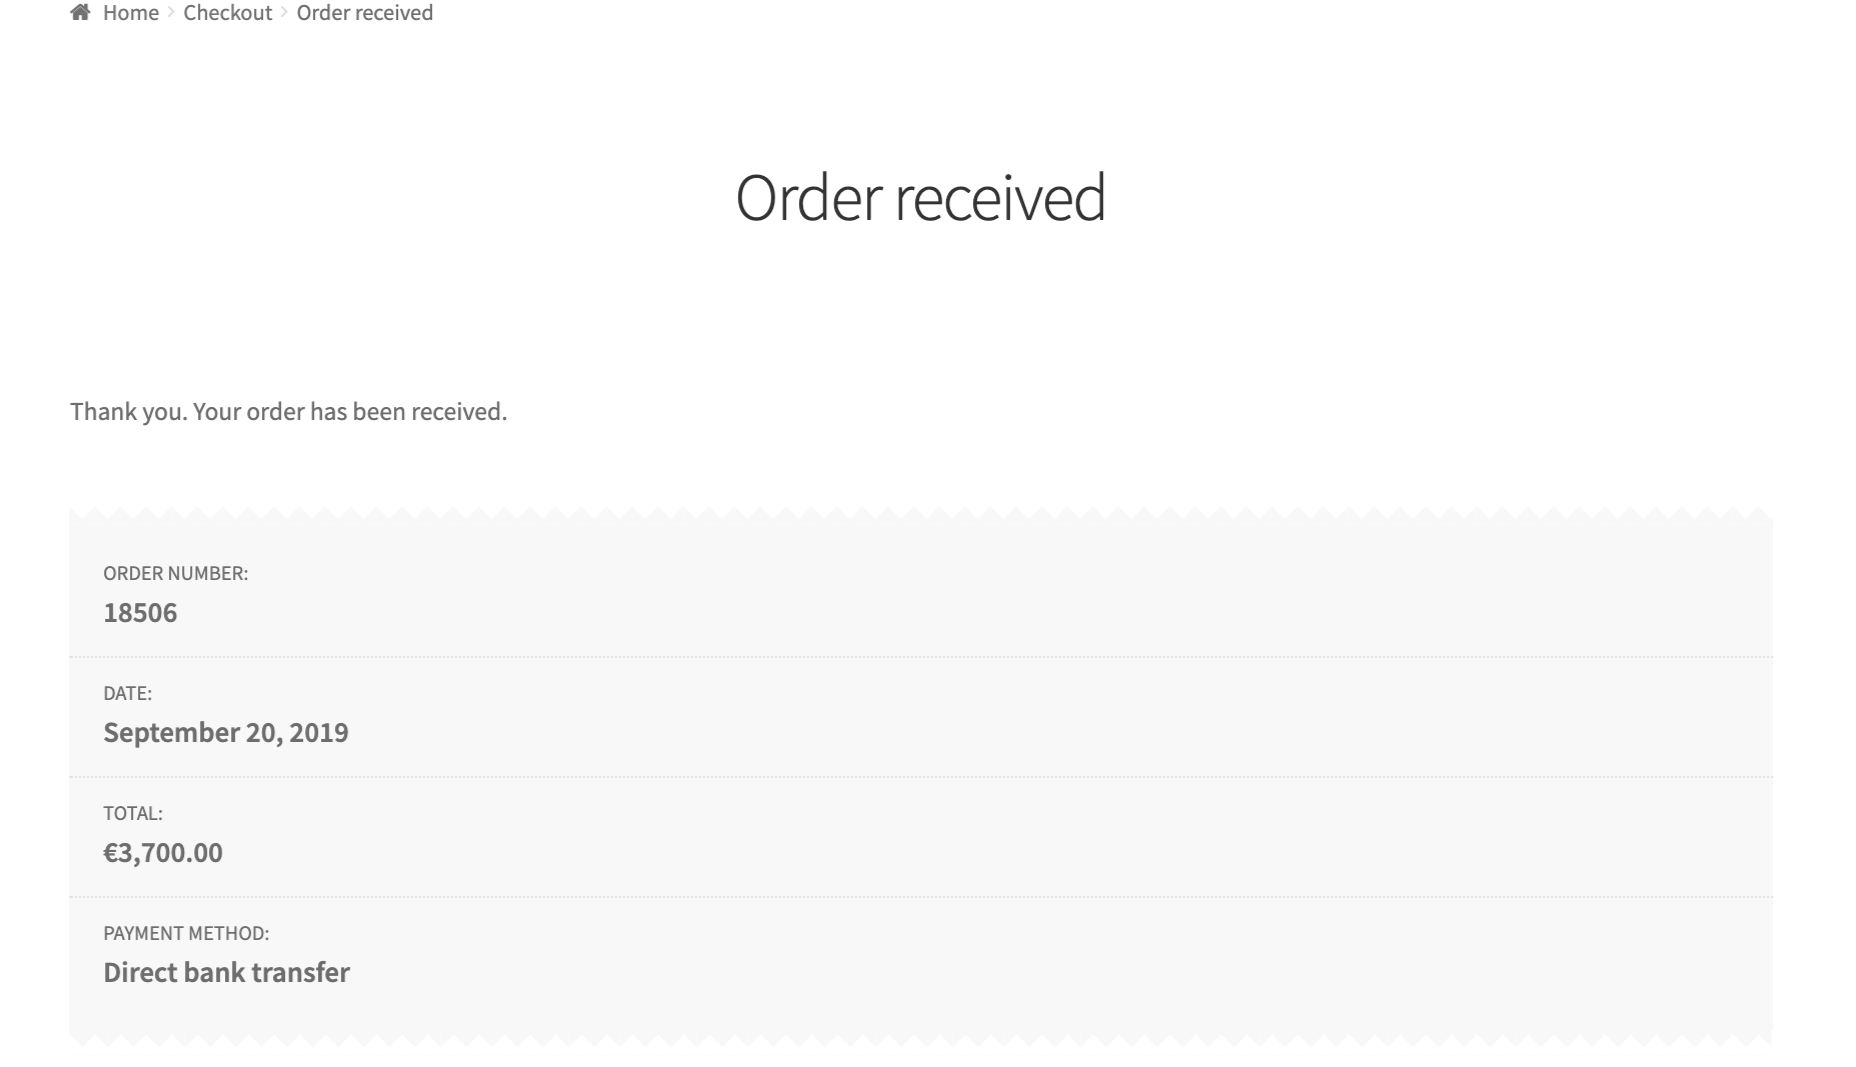 Home > Checkout > Order received
Order received
Thank you. Your order has been received.
ORDER NUMBER:
18506
DATE:
September 20, 2019
TOTAL:
€3,700.00
PAYMENT METHOD:
Direct bank transfer